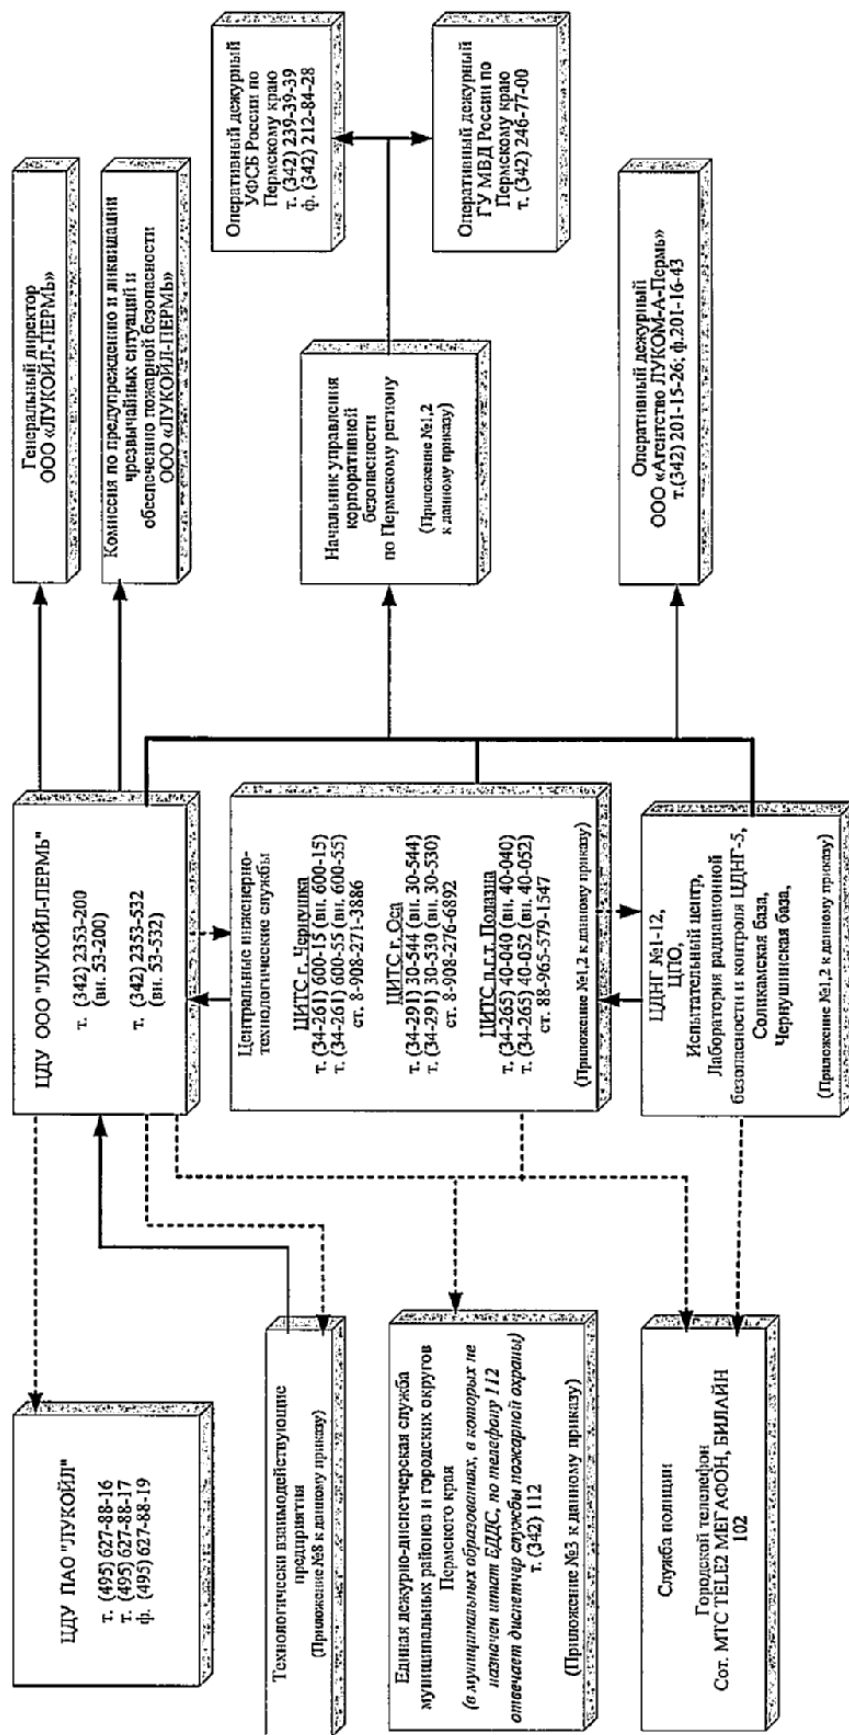 ЦДУ ПАО "ЛУКОЙЛ"
т. (495) 627-88-16
т. (495) 627-88-17
ф. (495) 627-88-19
Технологически взаимодействующие
предприятия
(Приложение №8 к данному приказу)
Единая дежурно-диспетчерская служба
муниципальных районов и городских округов
Пермского края
(в муниципальных образованиях, в которых не
назначен штат ЕДДС, по телефону 112
отвечает диспетчер службы пожарной охраны)
т. (342) 112
(Приложение №3 к данному приказу)
Служба полиции
Городской телелефон
Сот. МТС TELE2 МЕГАФОН, БИЛАЙН
102
ЦДУ ООО "ЛУКОЙЛ-ПЕРМЬ"
т. (342) 2353-200
(вн. 53-200)
т. (342) 2353-532
(вн. 53-532)
Центральные инженерно-
технологические службы
ЦИТС г. Чернушка
т. (34-261) 600-15 (вн. 600-15)
т. (34-261) 600-55 (вн. 600-55)
ст. 8-908-271-3886
ЦИТС г. Оса
т. (34-291) 30-544 (вн. 30-544)
т. (34-291) 30-530 (вн. 30-530)
ст. 8-908-276-6892
ЦИТС п.г.т. Полазна
т. (34-265) 40-040 (вн. 40-040)
т. (34-265) 40-052 (вн. 40-052)
ст. 88-965-579-1547
(Приложение №1,2 к данному приказу)
ЦДНГ №1-12,
ЦПО,
Испытательный центр,
Лаборатория радиационной
безопасности и контроля ЦДНГ-5,
Соликамская база,
Чернушинская база,
(Приложение №1,2 к данному приказу)
Генеральный директор
ООО «ЛУКОЙЛ-ПЕРМЬ»
Комиссия по предупреждению и ликвидации
чрезвычайных ситуаций и
обеспечению пожарной безопасности
ООО «ЛУКОЙЛ-ПЕРМЬ»
Начальник управления
корпоративной
безопасности
по Пермскому региону
(Приложение №1,2
к данному приказу)
Оперативный дежурный
ООО «Агентство ЛУКОМ-А-Пермь»
т.(342) 201-15-26; ф.201-16-43
Оперативный дежурный
УФСБ России по
Пермскому краю
т. (342) 239-39-39
ф. (342) 212-84-28
Оперативный дежурный
ГУ МВД России по
Пермскому краю
т. (342) 246-77-00